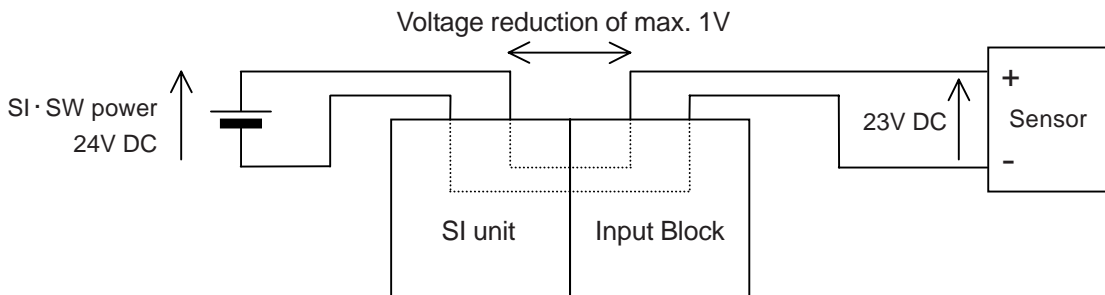 Voltage reduction of max. 1V
SI · SW power
24V DC
23V DC
+
Sensor
-
SI unit
Input Block